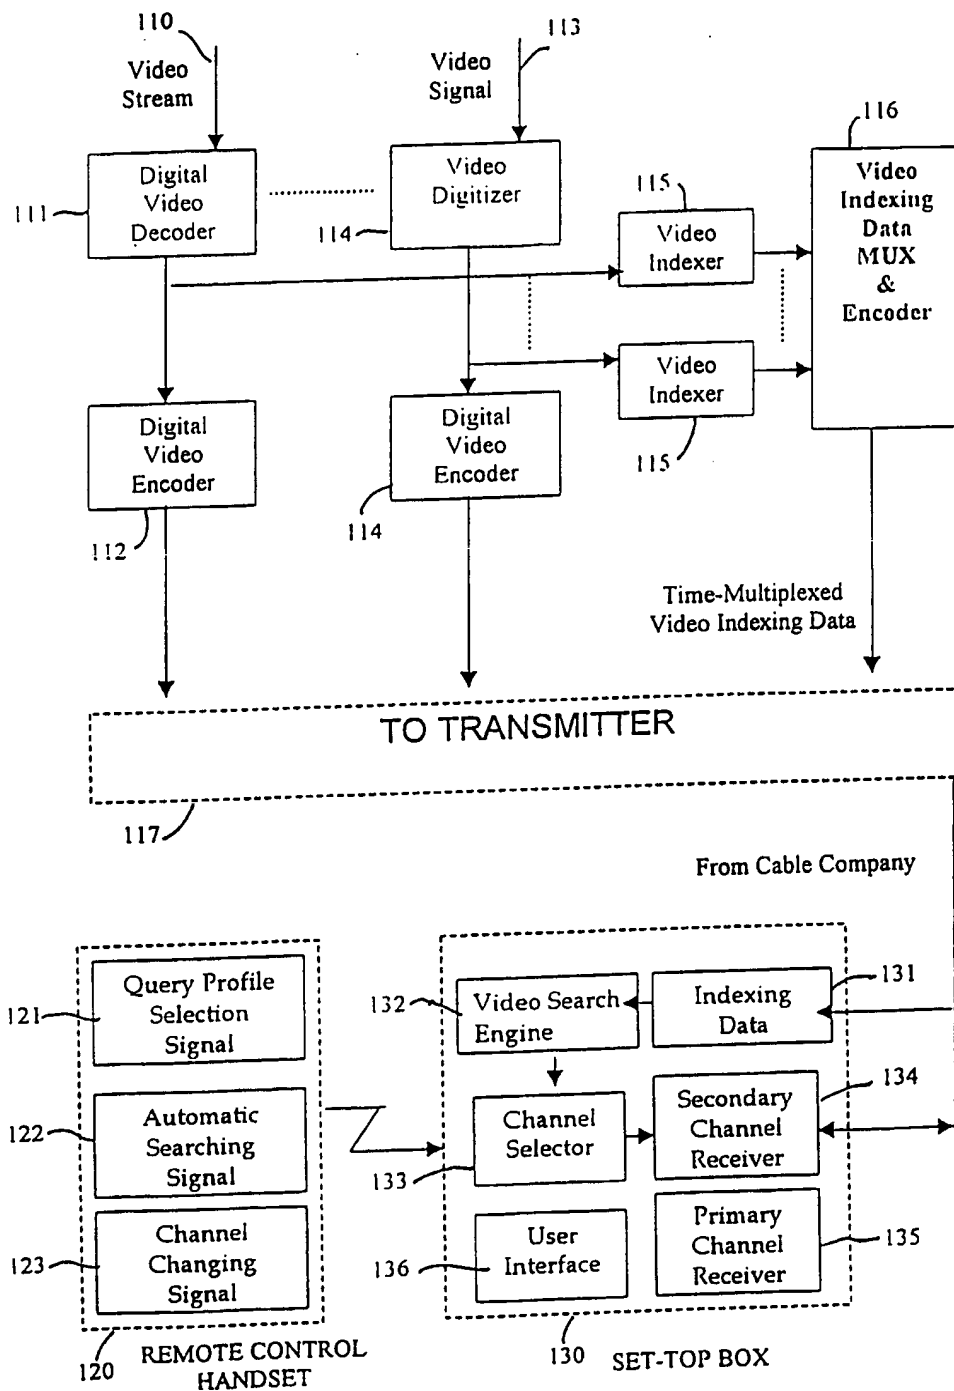 110
113
Video
Stream
Video
Signal
116
Digital
Video
Decoder
111
Video
Digitizer
114
115
Video
Indexer
Video
Indexing
Data
MUX
&
Encoder
Video
Indexer
115
Digital
Video
Encoder
112
Digital
Video
Encoder
114
Time-Multiplexed
Video Indexing Data
TO TRANSMITTER
117
From Cable Company
121
Query Profile
Selection
Signal
122
Automatic
Searching
Signal
123
Channel
Changing
Signal
120
REMOTE CONTROL
HANDSET
132
Video Search
Engine
Indexing
Data
131
133
Channel
Selector
Secondary
Channel
Receiver
134
136
User
Interface
Primary
Channel
Receiver
135
130
SET-TOP BOX